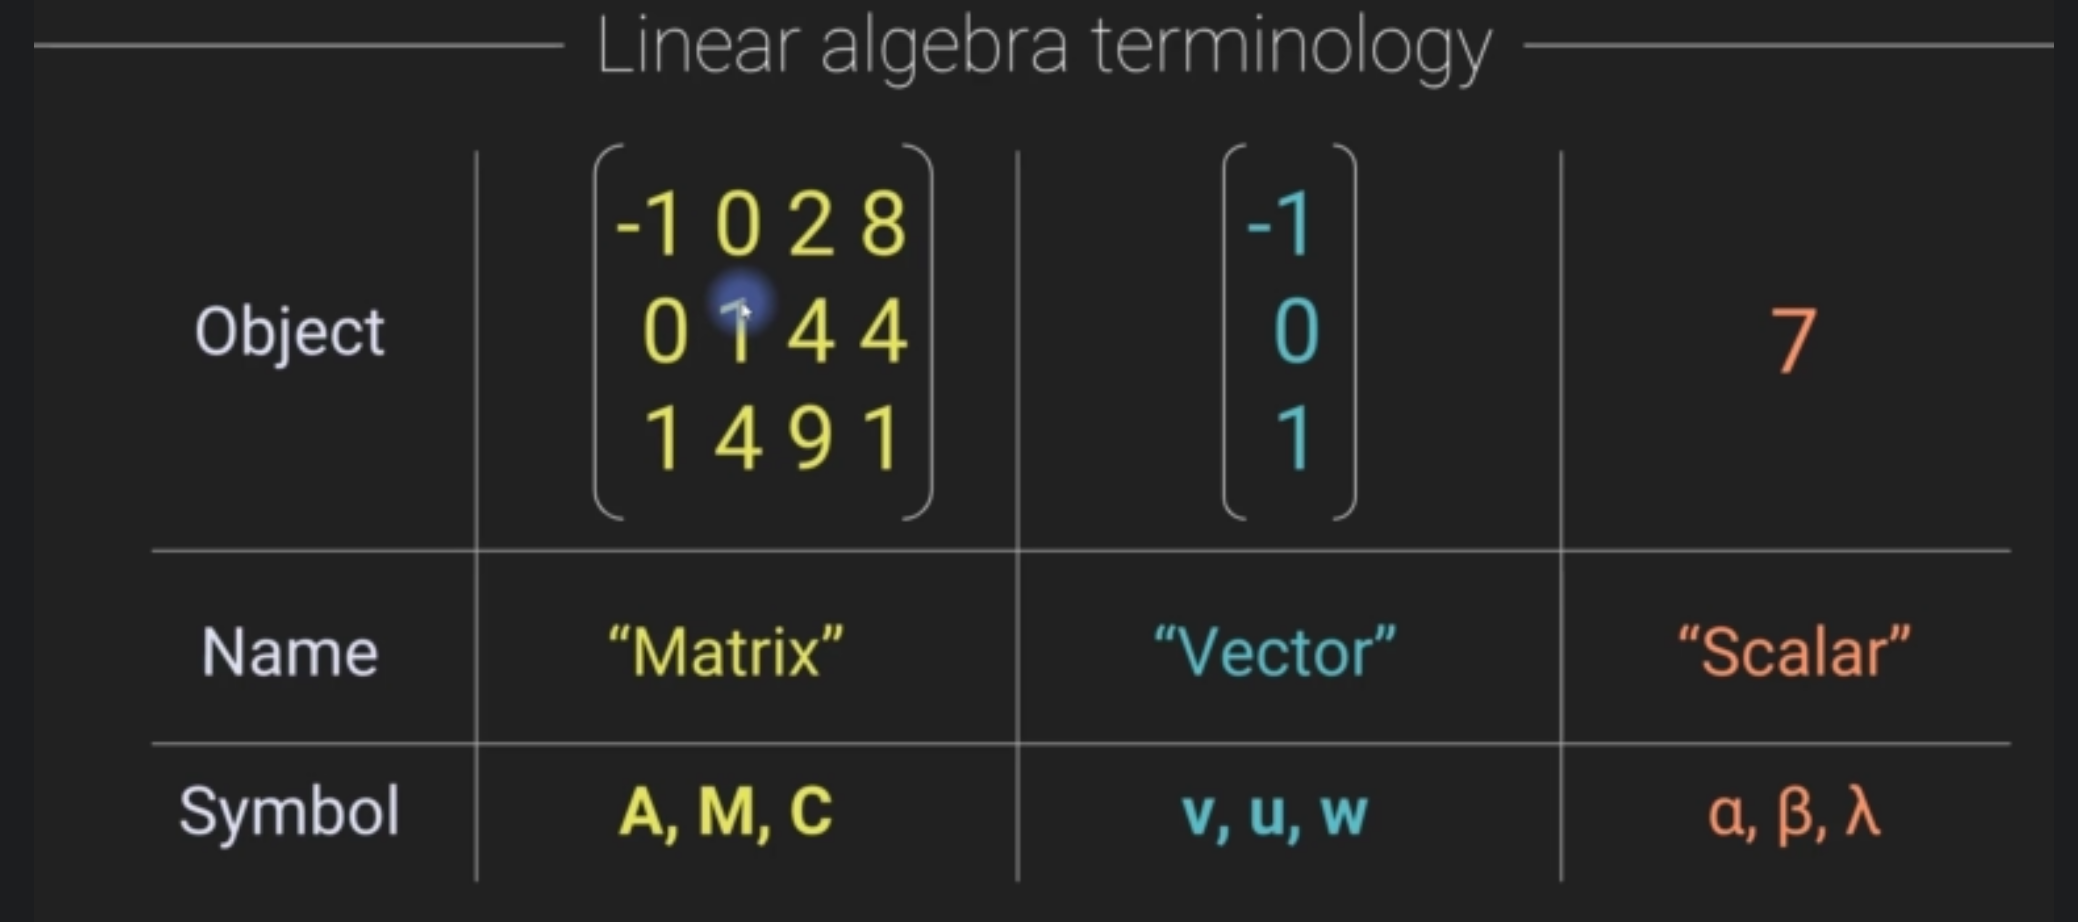 Linear algebra terminology
-1 0 2 8
-1
Object
0 1 4 4
0
7
1 4 9 1
1
Name
“Matrix”
“Vector”
“Scalar”
Symbol
A, M, C
v, u, w
α, β, λ